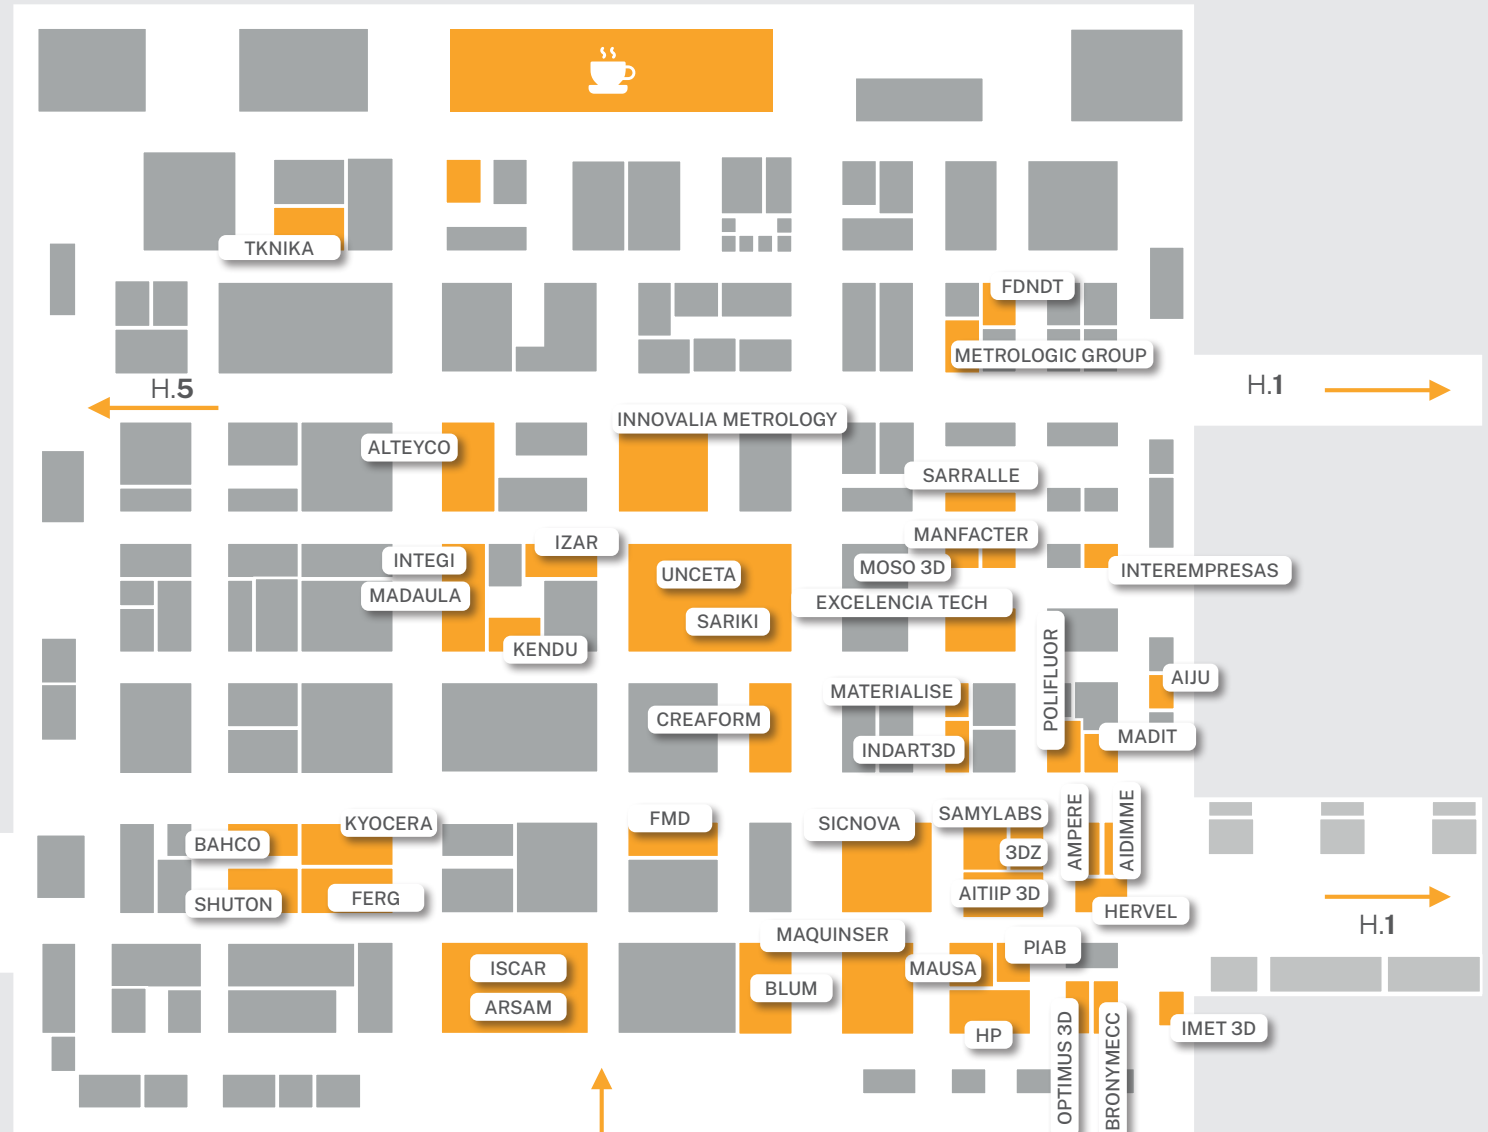 TKNIKA
FDNDT
METROLOGIC GROUP
H.5
H.1
INNOVALIA METROLOGY
ALTEYCO
SARRALLE
MANFACTER
IZAR
INTEGI
MOSO 3D
INTEREMPRESAS
UNCETA
MADAULA
EXCELENCIA TECH
SARIKI
KENDU
POLIFLUOR
AIJU
MATERIALISE
CREAFORM
MADIT
INDART3D
SAMYLABS
FMD
SICNOVA
KYOCERA
AMPERE
AIDIMME
BAHCO
3DZ
AITIIP 3D
FERG
SHUTON
HERVEL
H.1
MAQUINSER
PIAB
ISCAR
MAUSA
BLUM
ARSAM
IMET 3D
HP
OPTIMUS 3D
BRONYMECC